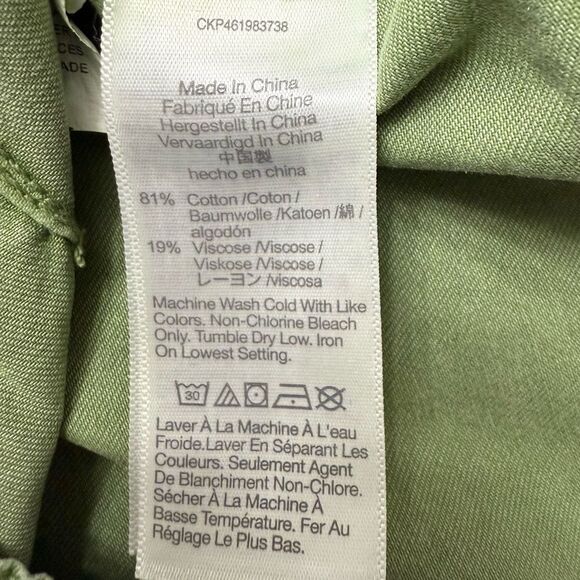 CKP461983738
CES
ADE
Made In China
Fabriqué En Chine
Hergestellt In China
Vervaardigd In China
中国製
hecho en china
81% Cotton /Coton /
Baumwolle /Katoen /綿 /
algodón
19% Viscose /Viscose /
Viskose /Viscose /
レーヨン /viscosa
Machine Wash Cold With Like
Colors. Non-Chlorine Bleach
Only. Tumble Dry Low. Iron
On Lowest Setting.
30
Laver À La Machine À L'eau
Froide.Laver En Séparant Les
Couleurs. Seulement Agent
De Blanchiment Non-Chlore.
Sécher À La Machine À
Basse Température. Fer Au
Réglage Le Plus Bas.